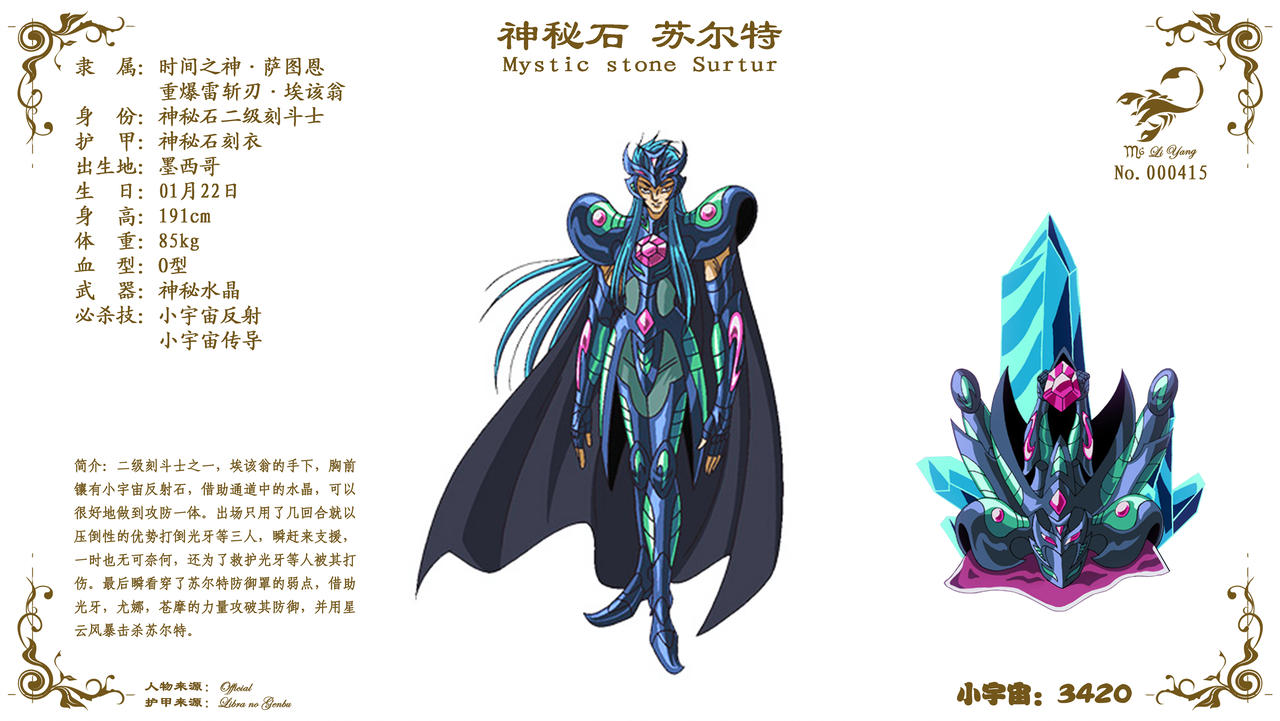 神秘石 苏尔特
Mystic stone Surtur
隶 属：时间之神·萨图恩
重爆雷斩刃·埃该翁
身 份：神秘石二级刻斗士
护 甲：神秘石刻衣
出生地：墨西哥
生 日：01月22日
身 高：191cm
体 重：85kg
血 型：O型
武 器：神秘水晶
必杀技：小宇宙反射
小宇宙传导
简介：二级刻斗士之一，埃该翁的手下，胸前
镶有小宇宙反射石，借助通道中的水晶，可以
很好地做到攻防一体。出场只用了几回合就以
压倒性的优势打倒光牙等三人，瞬赶来支援，
一时也无可奈何，还为了救护光牙等人被其打
伤。最后瞬看穿了苏尔特防御罩的弱点，借助
光牙，尤娜，苍摩的力量攻破其防御，并用星
云风暴击杀苏尔特。
人物来源：Official
护甲来源：Libra no Genbu
Li Yang
No.000415
小宇宙：3420